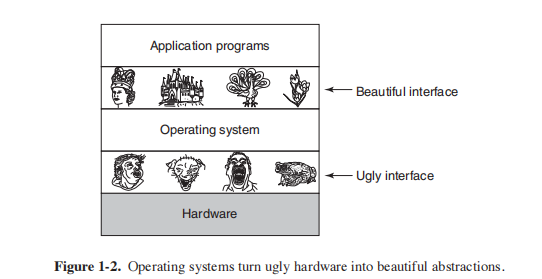 Application programs
Beautiful interface
Operating system
Ugly interface
Hardware
Figure 1-2. Operating systems turn ugly hardware into beautiful abstractions.